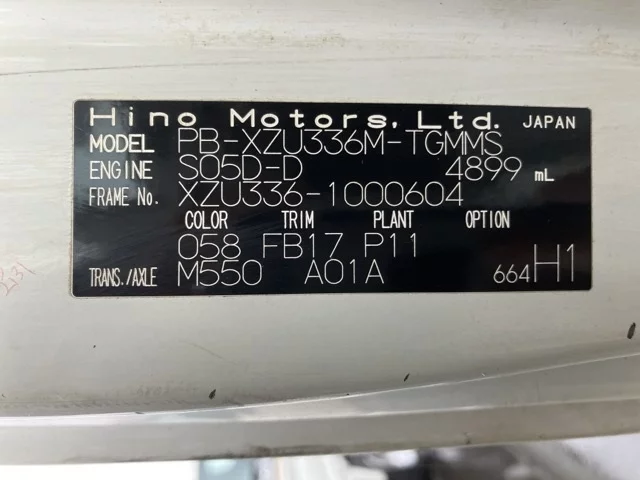 Hino Motors, Ltd. JAPAN
MODEL PB-XZU336M-TGMMS
ENGINE S05D-D 4899 mL
FRAME No. XZU336-1000604
COLOR TRIM PLANT OPTION
058 FB17 P11
TRANS./AXLE M550 A01A 664H1